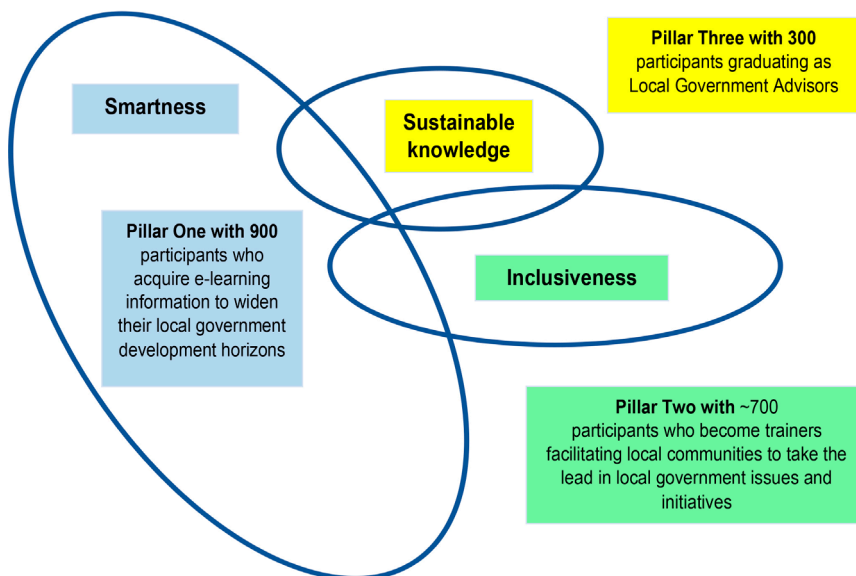 Smartness
Sustainable
knowledge
Pillar Three with 300
participants graduating as
Local Government Advisors
Pillar One with 900
participants who
acquire e-learning
information to widen
their local government
development horizons
Inclusiveness
Pillar Two with ~700
participants who become trainers
facilitating local communities to take the
lead in local government issues and
initiatives